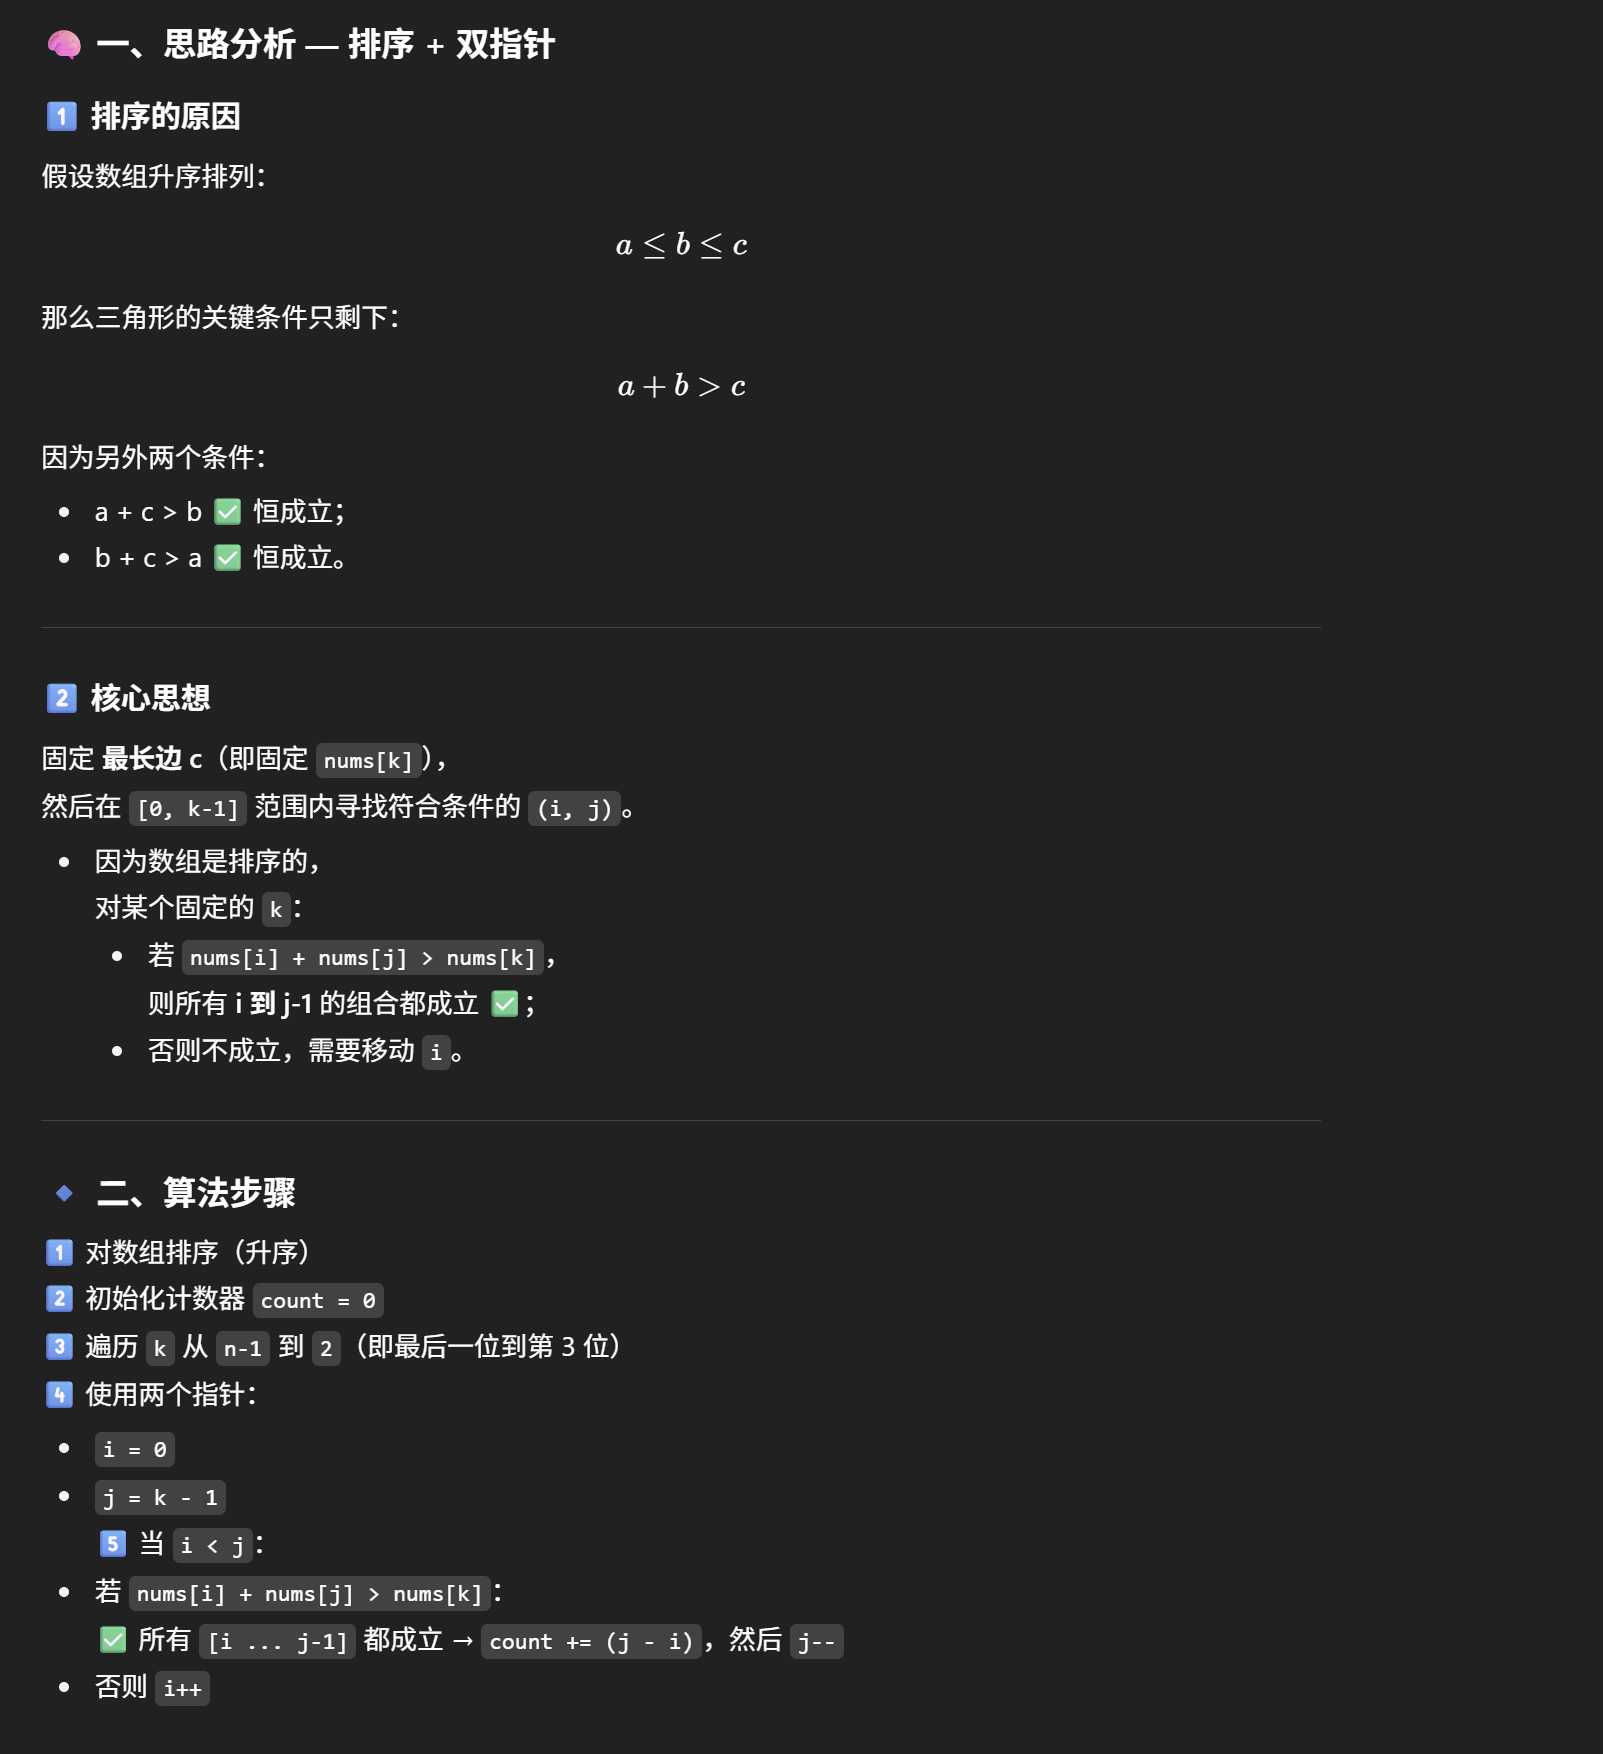 🧠 一、思路分析 — 排序 + 双指针
1️⃣ 排序的原因
假设数组升序排列：
a ≤ b ≤ c
那么三角形的关键条件只剩下：
a + b > c
因为另外两个条件：
• a + c > b ✅ 恒成立；
• b + c > a ✅ 恒成立。
2️⃣ 核心思想
固定 最长边 c（即固定 nums[k]），
然后在 [0, k-1] 范围内寻找符合条件的 (i, j)。
• 因为数组是排序的，
对某个固定的 k：
• 若 nums[i] + nums[j] > nums[k]，
则所有 i 到 j-1 的组合都成立 ✅；
• 否则不成立，需要移动 i。
🔹 二、算法步骤
1️⃣ 对数组排序（升序）
2️⃣ 初始化计数器 count = 0
3️⃣ 遍历 k 从 n-1 到 2（即最后一位到第 3 位）
4️⃣ 使用两个指针：
• i = 0
• j = k - 1
5️⃣ 当 i < j：
• 若 nums[i] + nums[j] > nums[k]：
✅ 所有 [i ... j-1] 都成立 → count += (j - i)，然后 j--
• 否则 i++